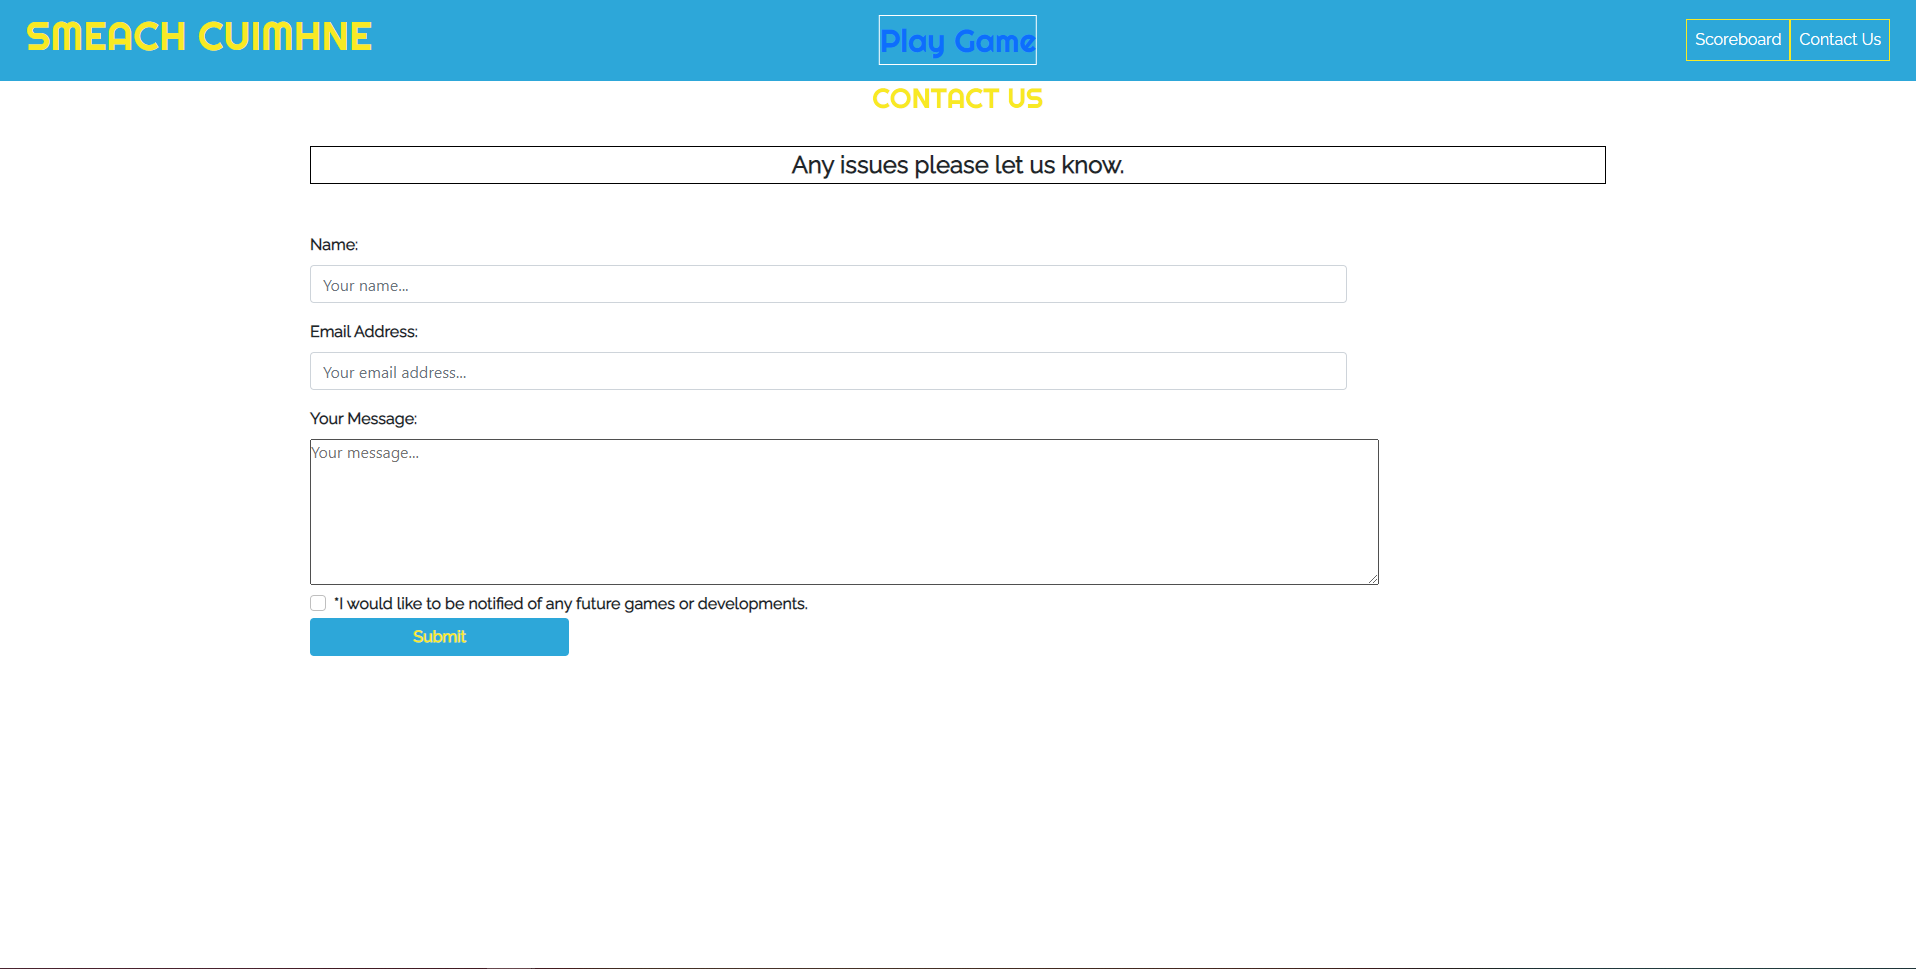 SMEACH CUIMHNE
Play Game
Scoreboard
Contact Us
CONTACT US
Any issues please let us know.
Name:
Your name...
Email Address:
Your email address...
Your Message:
Your message...
*I would like to be notified of any future games or developments.
Submit